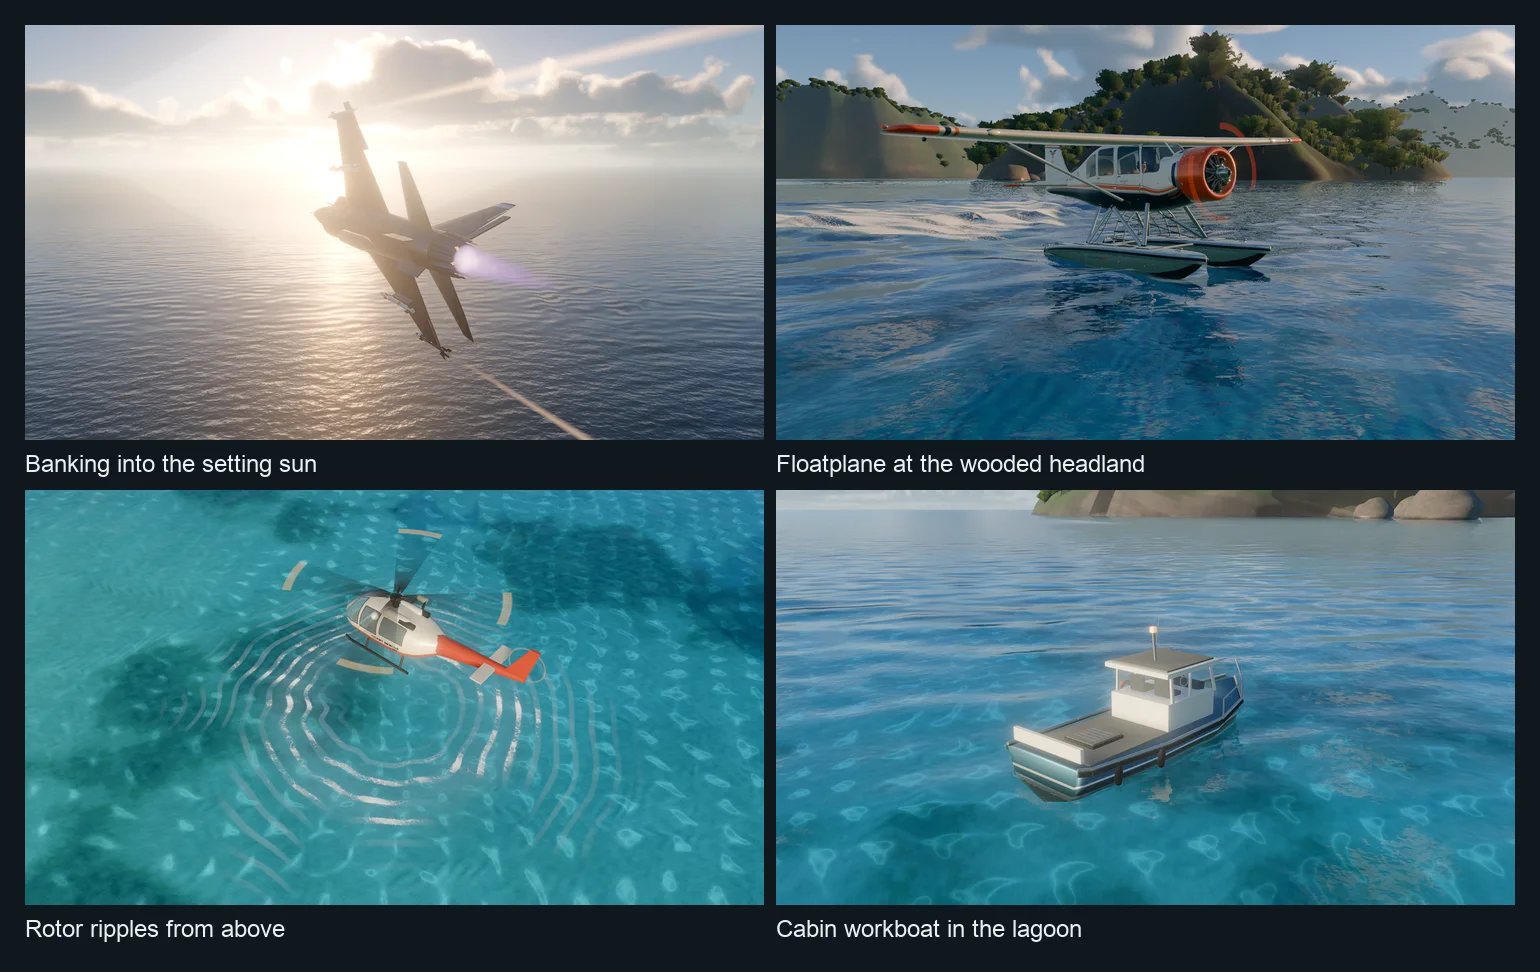 Banking into the setting sun
Floatplane at the wooded headland
Rotor ripples from above
Cabin workboat in the lagoon